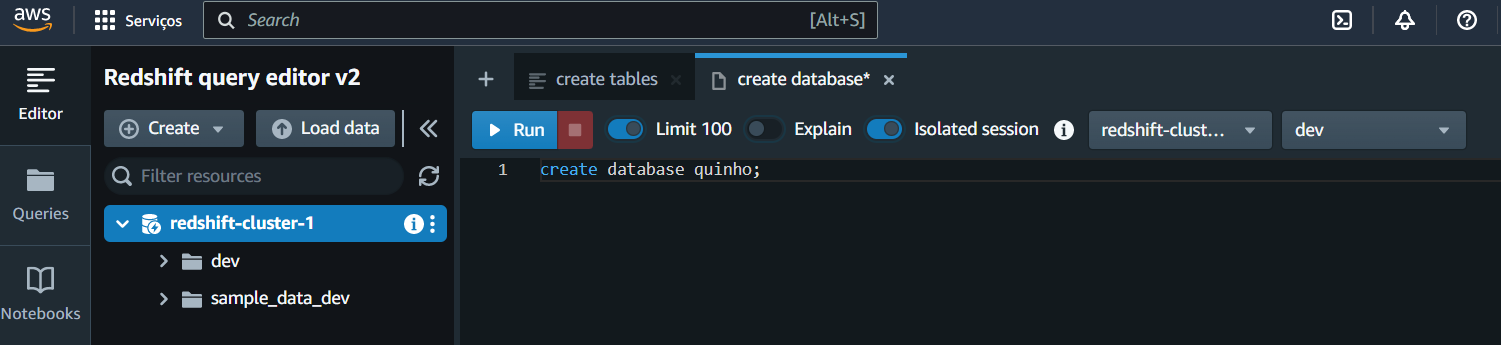 aws
Serviços
Search
[Alt+S]
Redshift query editor v2
Editor
Queries
Notebooks
Create
Load data
Filter resources
redshift-cluster-1
dev
sample_data_dev
create tables
create database*
Run
Limit 100
Explain
Isolated session
redshift-clust...
dev
1 create database quinho;